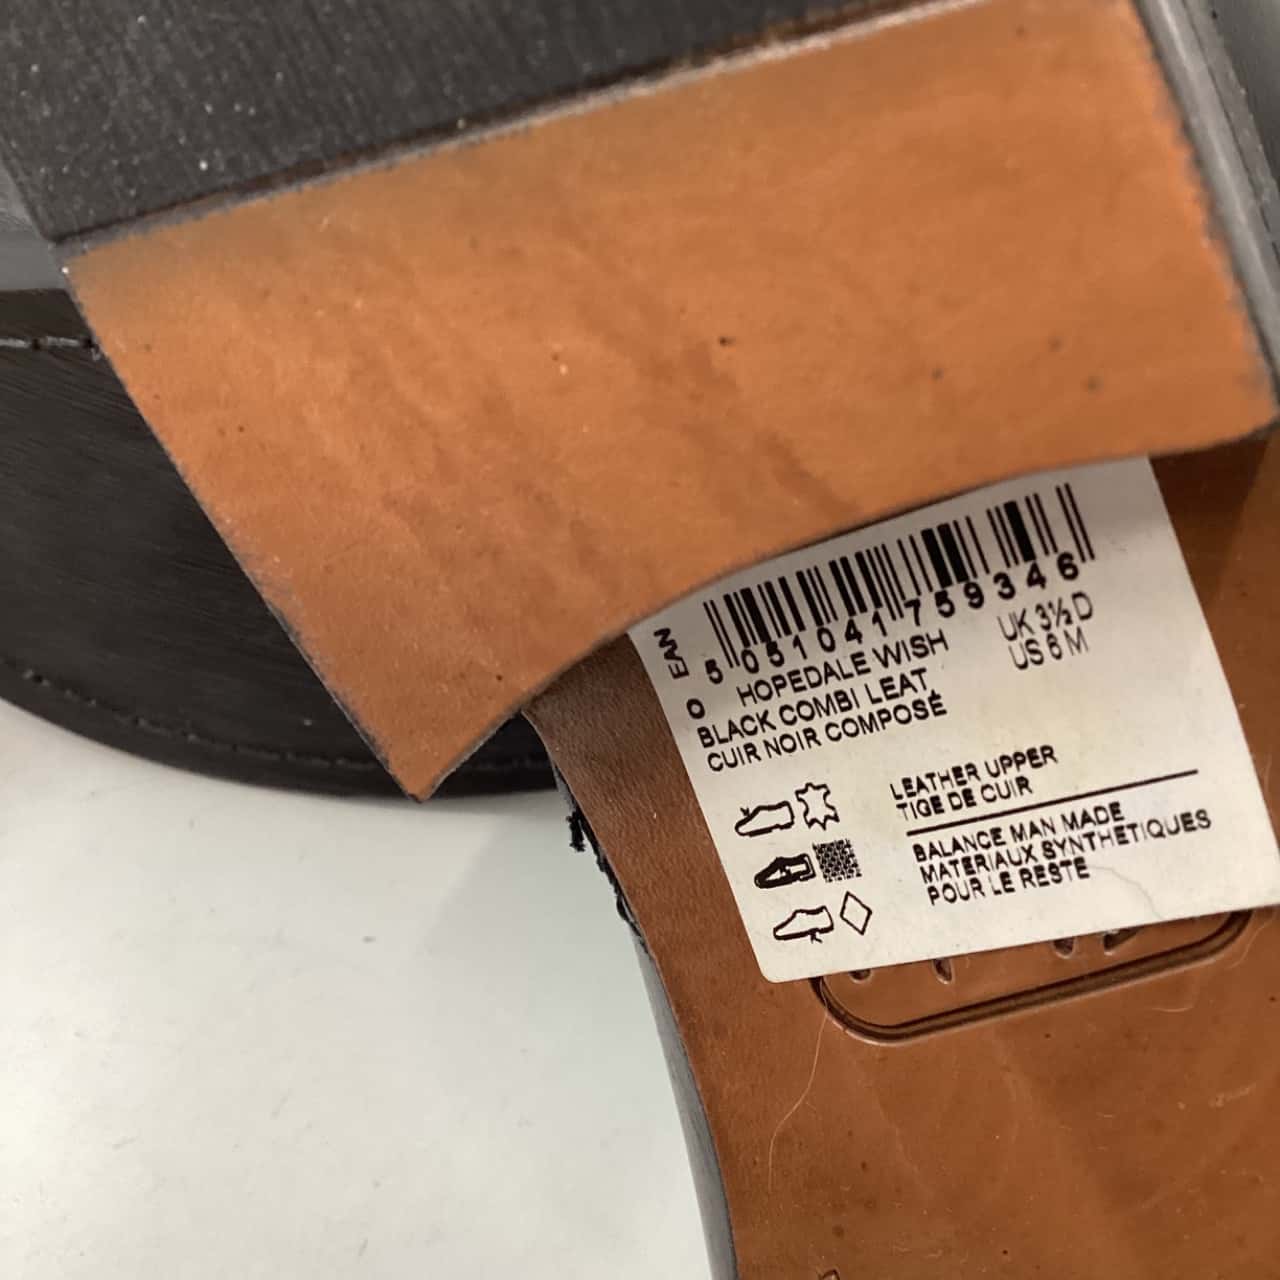 EAN
5 051041 759346
0
HOPEDALE WISH
UK 3½ D
US 6 M
BLACK COMBI LEAT,
CUIR NOIR COMPOSÉ
LEATHER UPPER
TIGE DE CUIR
BALANCE MAN MADE
MATERIAUX SYNTHETIQUES
POUR LE RESTE